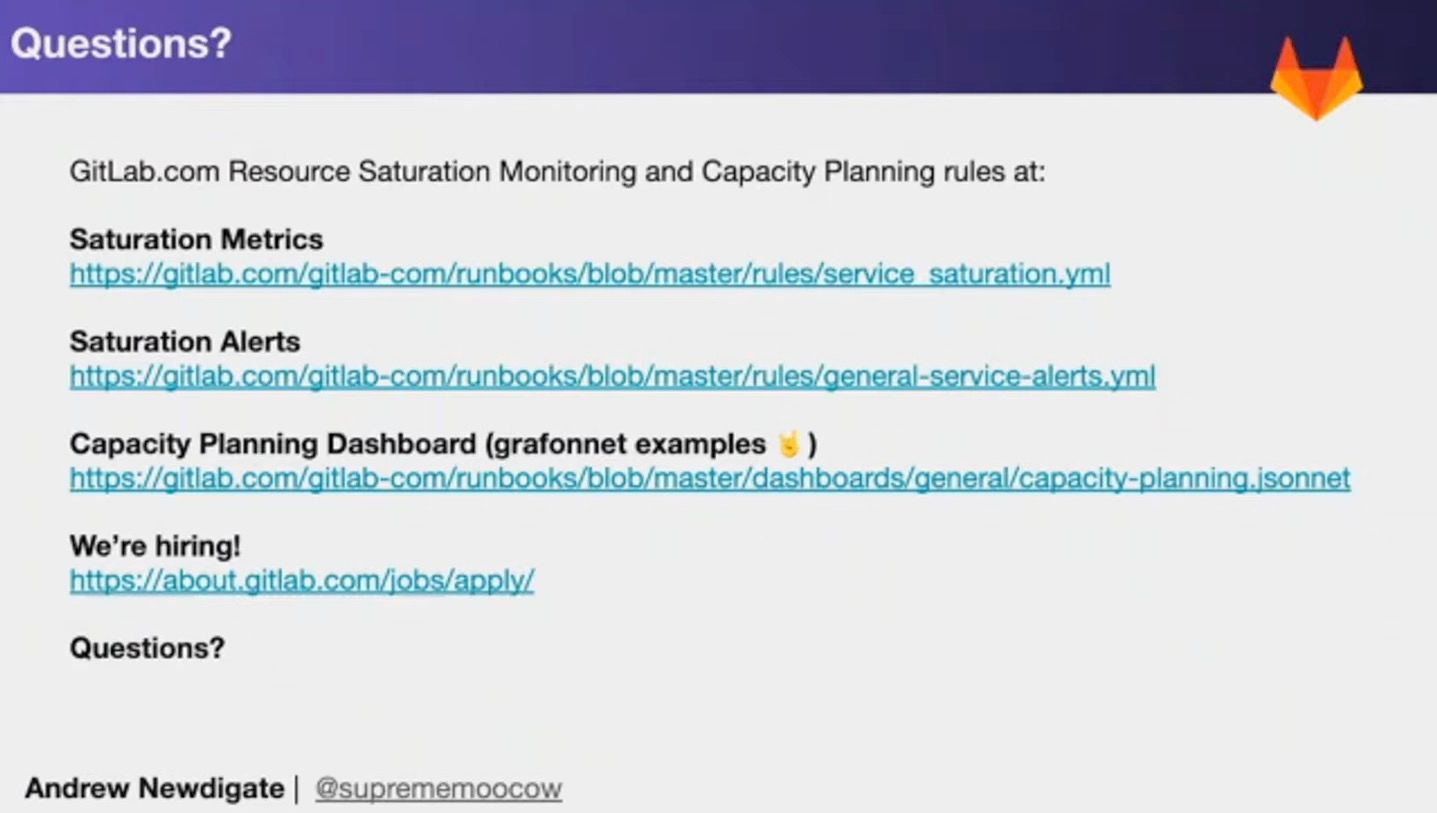 Questions?
GitLab.com Resource Saturation Monitoring and Capacity Planning rules at:
Saturation Metrics
https://gitlab.com/gitlab-com/runbooks/blob/master/rules/service_saturation.yml
Saturation Alerts
https://gitlab.com/gitlab-com/runbooks/blob/master/rules/general-service-alerts.yml
Capacity Planning Dashboard (grafonnet examples 🤘)
https://gitlab.com/gitlab-com/runbooks/blob/master/dashboards/general/capacity-planning.jsonnet
We're hiring!
https://about.gitlab.com/jobs/apply/
Questions?
Andrew Newdigate | @suprememoocow